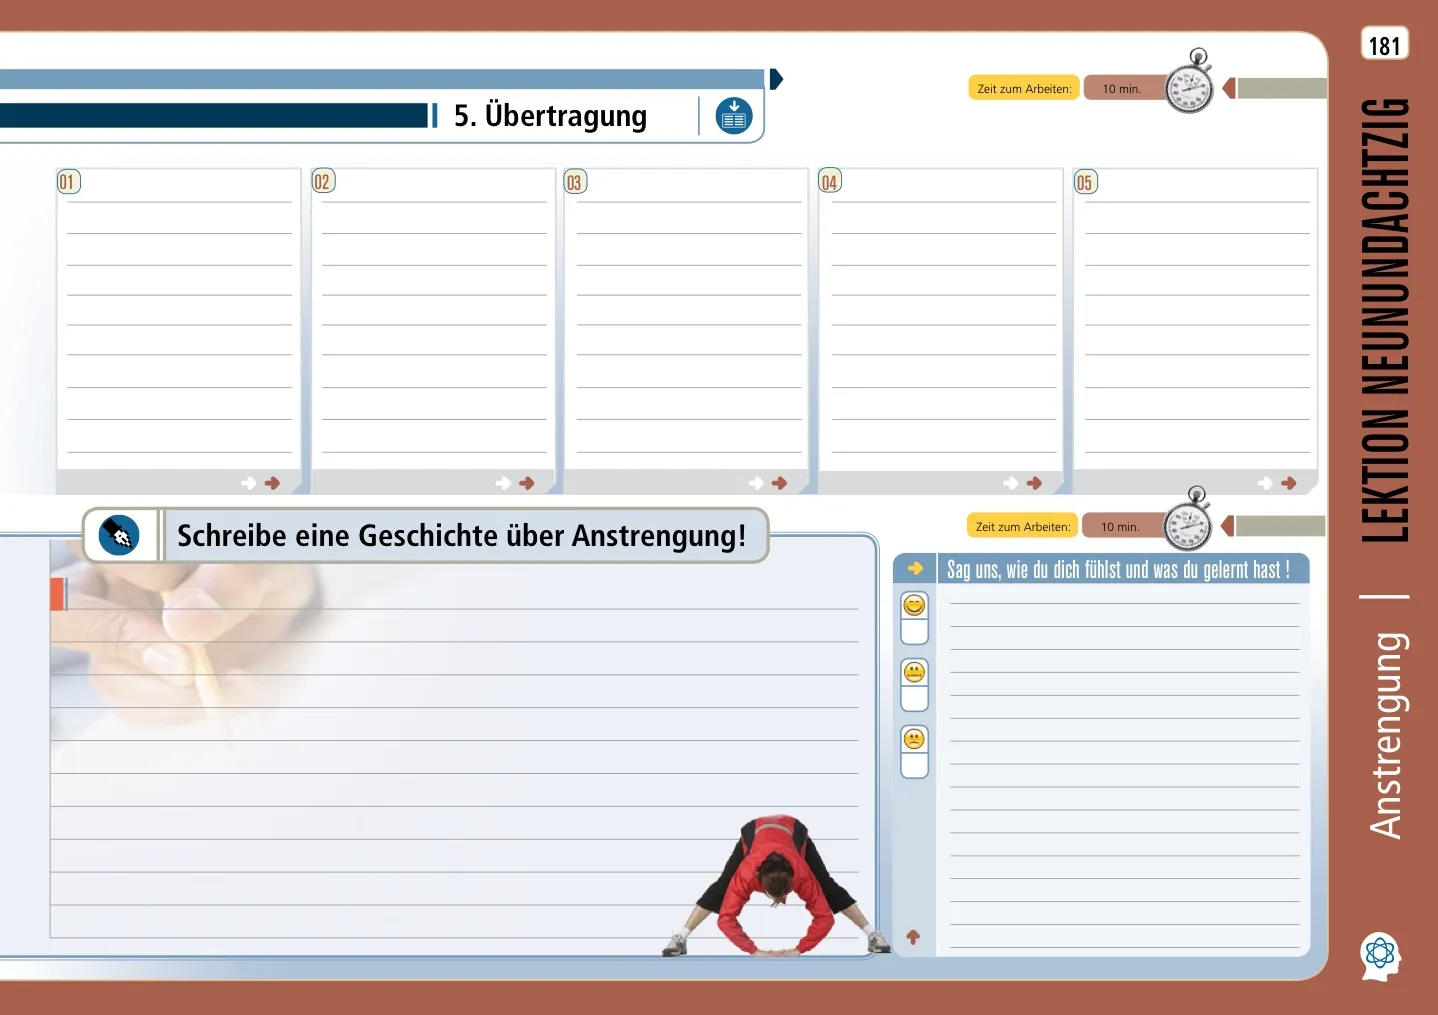 181
Zeit zum Arbeiten: 10 min.
5. Übertragung
01 02 03 04 05
Schreibe eine Geschichte über Anstrengung!
Zeit zum Arbeiten: 10 min.
Sag uns, wie du dich fühlst und was du gelernt hast !
LEKTION NEUNUNDACHTZIG
Anstrengung